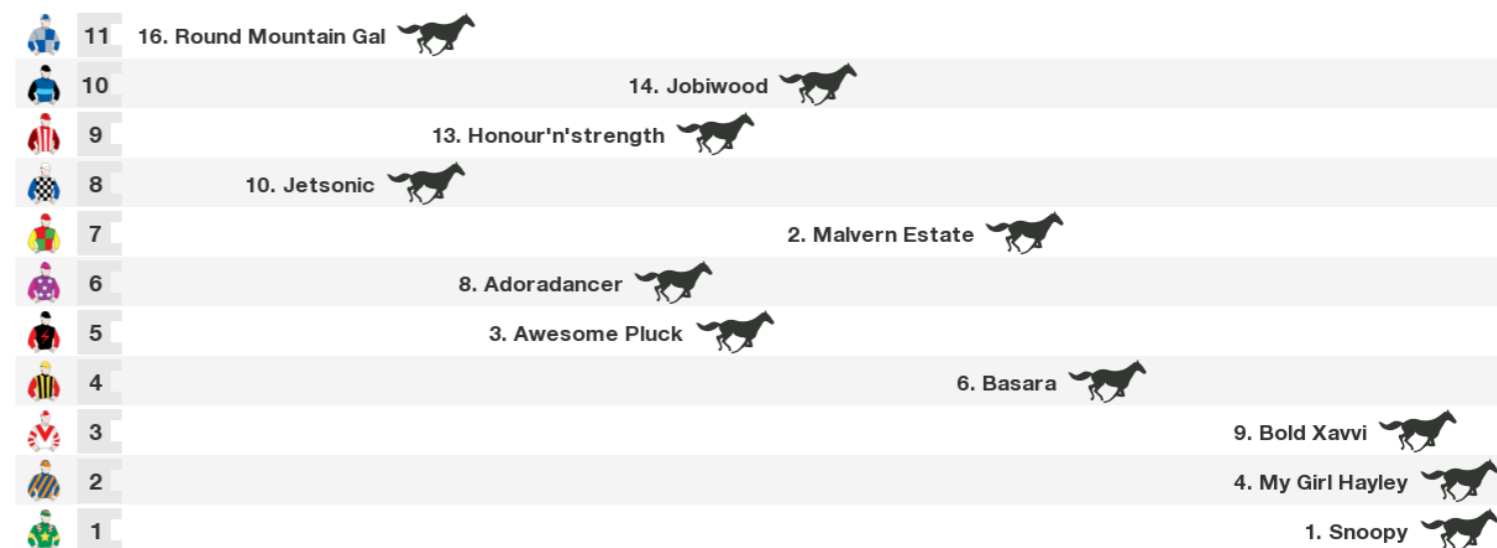 11 16. Round Mountain Gal
10 14. Jobiwood
9 13. Honour'n'strength
8 10. Jetsonic
7 2. Malvern Estate
6 8. Adoradancer
5 3. Awesome Pluck
4 6. Basara
3 9. Bold Xavvi
2 4. My Girl Hayley
1 1. Snoopy